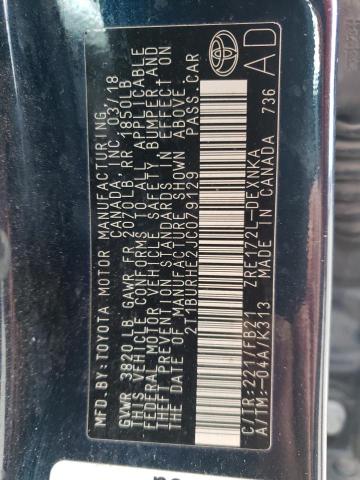 MFD.BY:TOYOTA MOTOR MANUFACTURING
CANADA, INC. 03/18
GVWR 3820 LB GAWR FR 2070 LB RR 1850LB
THIS VEHICLE CONFORMS TO ALL APPLICABLE
FEDERAL MOTOR VEHICLE SAFETY, BUMPER AND
THEFT PREVENTION STANDARDS IN EFFECT ON
THE DATE OF MANUFACTURE SHOWN ABOVE.
2T1BURHE2JC079129 PASS.CAR
C/TR:221/FB21 ZRE172L-DEXNKA
A/TM:-04A/K313 MADE IN CANADA 736
AD